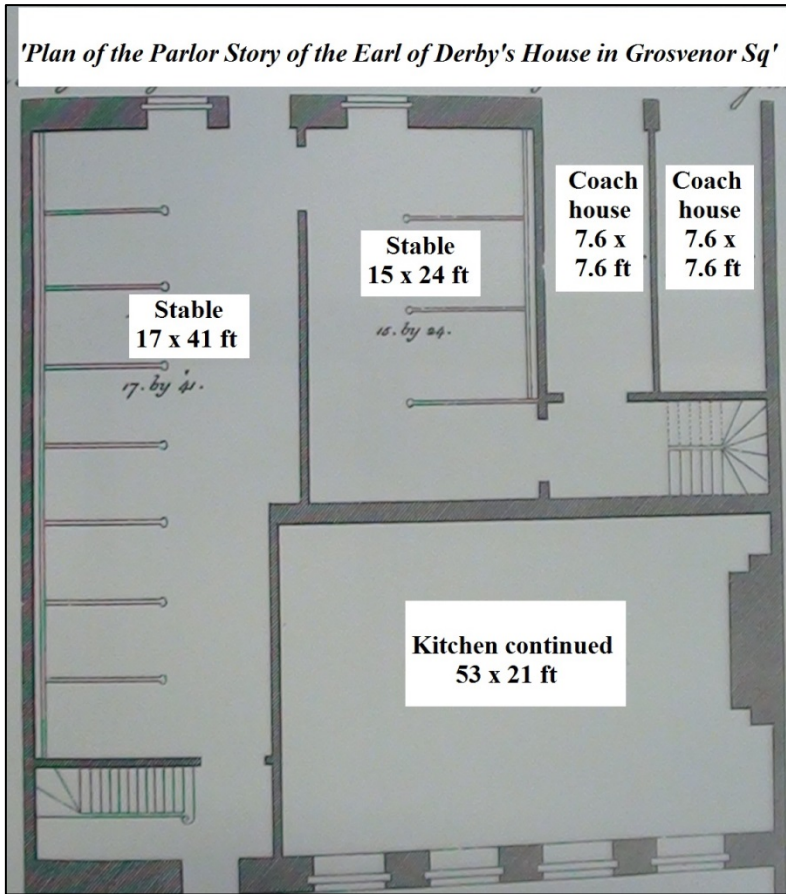 'Plan of the Parlor Story of the Earl of Derby's House in Grosvenor Sq'
Coach
house
7.6 x
7.6 ft
Coach
house
7.6 x
7.6 ft
Stable
15 x 24 ft
15. by 24.
Stable
17 x 41 ft
17. by 41.
Kitchen continued
53 x 21 ft